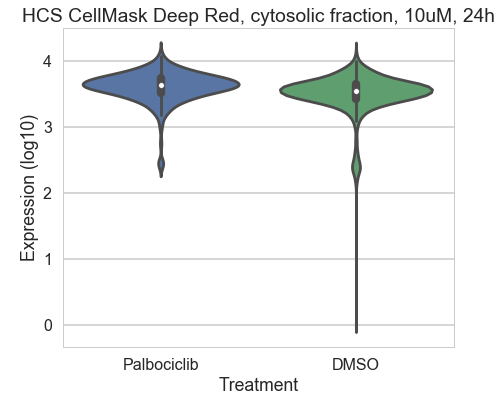 HCS CellMask Deep Red, cytosolic fraction, 10uM, 24h
Expression (log10)
4
3
2
1
0
Palbociclib DMSO
Treatment